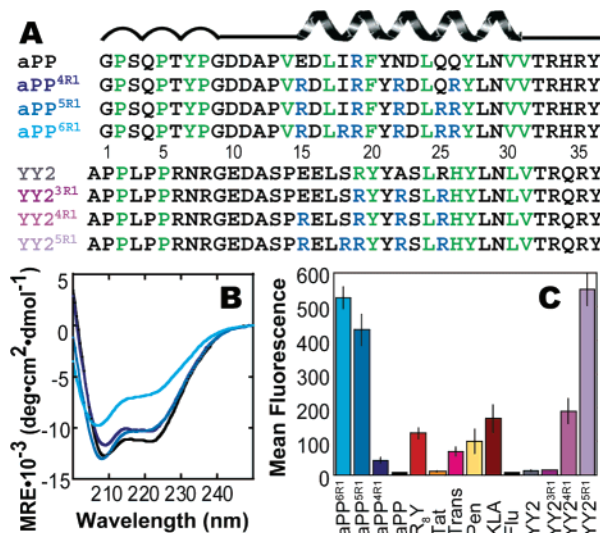 A
aPP GPSQPTYPGDDAPVEDLIRFYNDLQQYLNVVTRHRY
aPP4R1 GPSQPTYPGDDAPVRDLIRFYRDLQRYLNVVTRHRY
aPP5R1 GPSQPTYPGDDAPVRDLIRFYRDLRRYLNVVTRHRY
aPP6R1 GPSQPTYPGDDAPVRDLRRFYRDLRRYLNVVTRHRY
1 5 10 15 20 25 30 35
YY2 APPLPPRNRGEDASPEELSRYYASLRHYLNLVTRQRY
YY23R1 APPLPPRNRGEDASPEELSRYYRSLRHYLNLVTRQRY
YY24R1 APPLPPRNRGEDASPRELSRYYRSLRHYLNLVTRQRY
YY25R1 APPLPPRNRGEDASPRELRRYYRSLRHYLNLVTRQRY
B
MRE•10-3 (deg•cm2•dmol-1)
5
0
-5
-10
-15
210 220 230 240
Wavelength (nm)
C
Mean Fluorescence
600
500
400
300
200
100
0
aPP6R1
aPP5R1
aPP4R1
aPP
R8Y
Tat
Trans
Pen
KLA
Flu
YY2
YY23R1
YY24R1
YY25R1